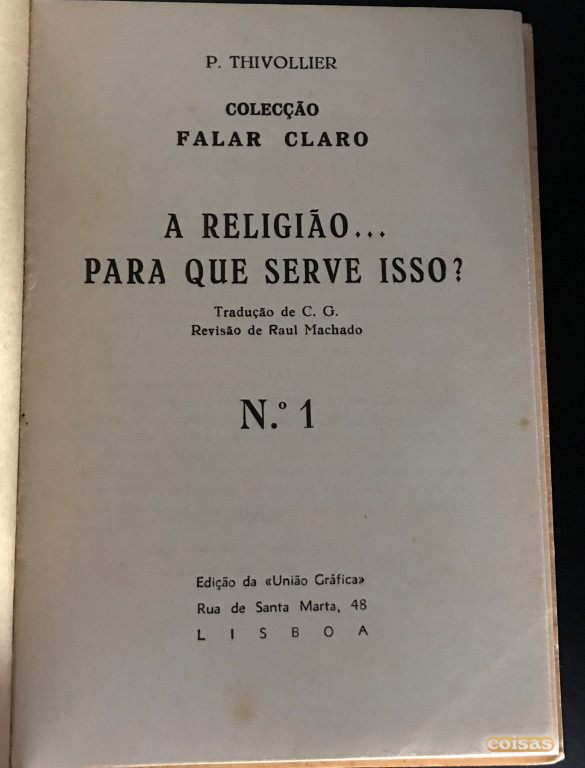 P. THIVOLLIER
COLECÇÃO
FALAR CLARO
A RELIGIÃO...
PARA QUE SERVE ISSO?
Tradução de C. G.
Revisão de Raul Machado
N.º 1
Edição da «União Gráfica»
Rua de Santa Marta, 48
LISBOA
coisas